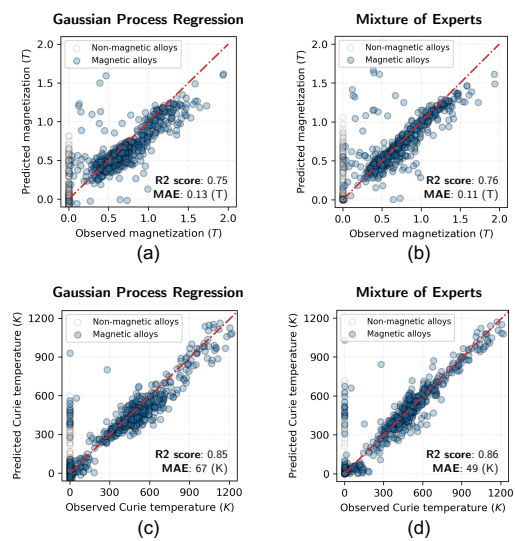 Gaussian Process Regression
2.0
1.5
1.0
0.5
0.0
Predicted magnetization (T)
Non-magnetic alloys
Magnetic alloys
R2 score: 0.75
MAE: 0.13 (T)
0.0 0.5 1.0 1.5 2.0
Observed magnetization (T)
(a)
Mixture of Experts
2.0
1.5
1.0
0.5
0.0
Predicted magnetization (T)
Non-magnetic alloys
Magnetic alloys
R2 score: 0.76
MAE: 0.11 (T)
0.0 0.5 1.0 1.5 2.0
Observed magnetization (T)
(b)
Gaussian Process Regression
1200
900
600
300
0
Predicted Curie temperature (K)
Non-magnetic alloys
Magnetic alloys
R2 score: 0.85
MAE: 67 (K)
0 300 600 900 1200
Observed Curie temperature (K)
(c)
Mixture of Experts
1200
900
600
300
0
Predicted Curie temperature (K)
Non-magnetic alloys
Magnetic alloys
R2 score: 0.86
MAE: 49 (K)
0 300 600 900 1200
Observed Curie temperature (K)
(d)